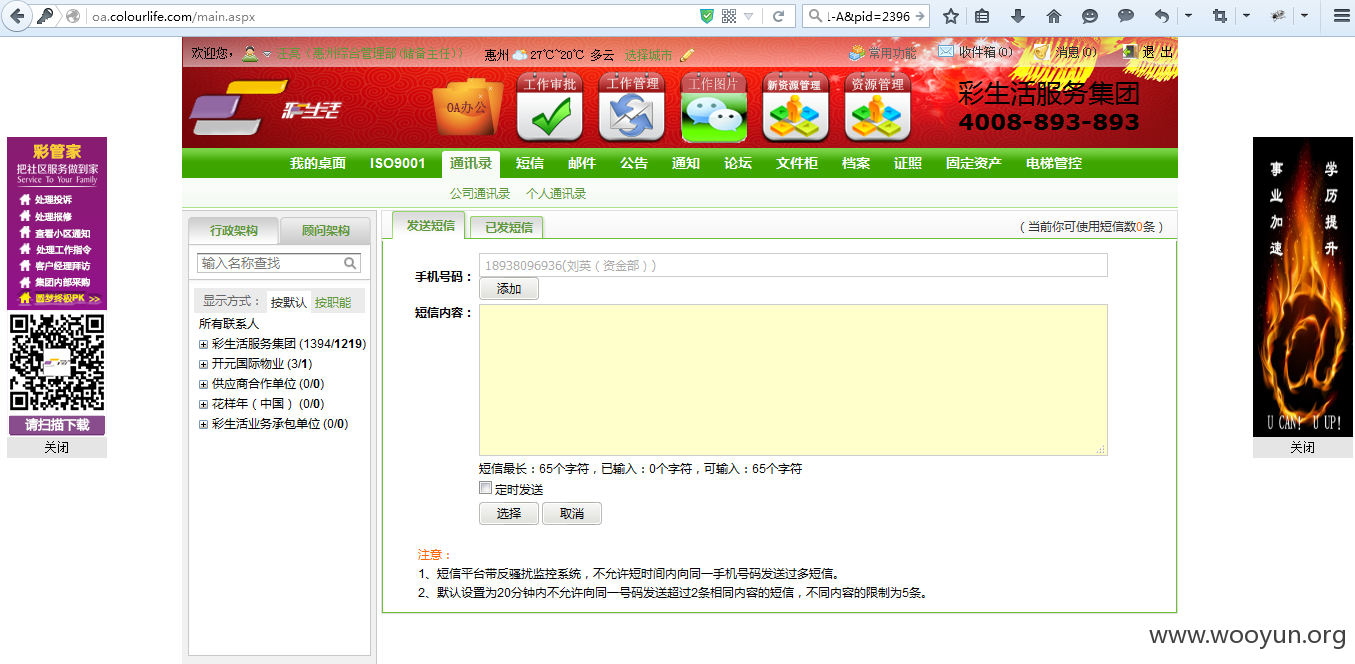 oa.colourlife.com/main.aspx
1-A&pid=2396
欢迎您，
王亮（惠州综合管理部(储备主任)）
惠州 27℃~20℃ 多云 选择城市
常用功能 收件箱(0) 消息(0) 退 出
彩生活
OA办公
工作审批
工作管理
工作图片
新资源管理
资源管理
彩生活服务集团
4008-893-893
我的桌面 ISO9001 通讯录 短信 邮件 公告 通知 论坛 文件柜 档案 证照 固定资产 电梯管控
公司通讯录 个人通讯录
彩管家
把社区服务做到家
Service To Your Family
处理投诉
处理报修
查看小区通知
处理工作指令
客户经理拜访
集团内部采购
圆梦终极PK >>
请扫描下载
关闭
行政架构 顾问架构
输入名称查找
显示方式： 按默认 按职能
所有联系人
彩生活服务集团 (1394/1219)
开元国际物业 (3/1)
供应商合作单位 (0/0)
花样年（中国） (0/0)
彩生活业务承包单位 (0/0)
发送短信 已发短信
（ 当前你可使用短信数0条 ）
手机号码：
18938096936(刘英（资金部）)
添加
短信内容：
短信最长：65个字符，已输入：0个字符，可输入：65个字符
定时发送
选择 取消
注意：
1、短信平台带反骚扰监控系统，不允许短时间内向同一手机号码发送过多短信。
2、默认设置为20分钟内不允许向同一号码发送超过2条相同内容的短信，不同内容的限制为5条。
事业加速
学历提升
U CAN! U UP!
关闭
www.wooyun.org